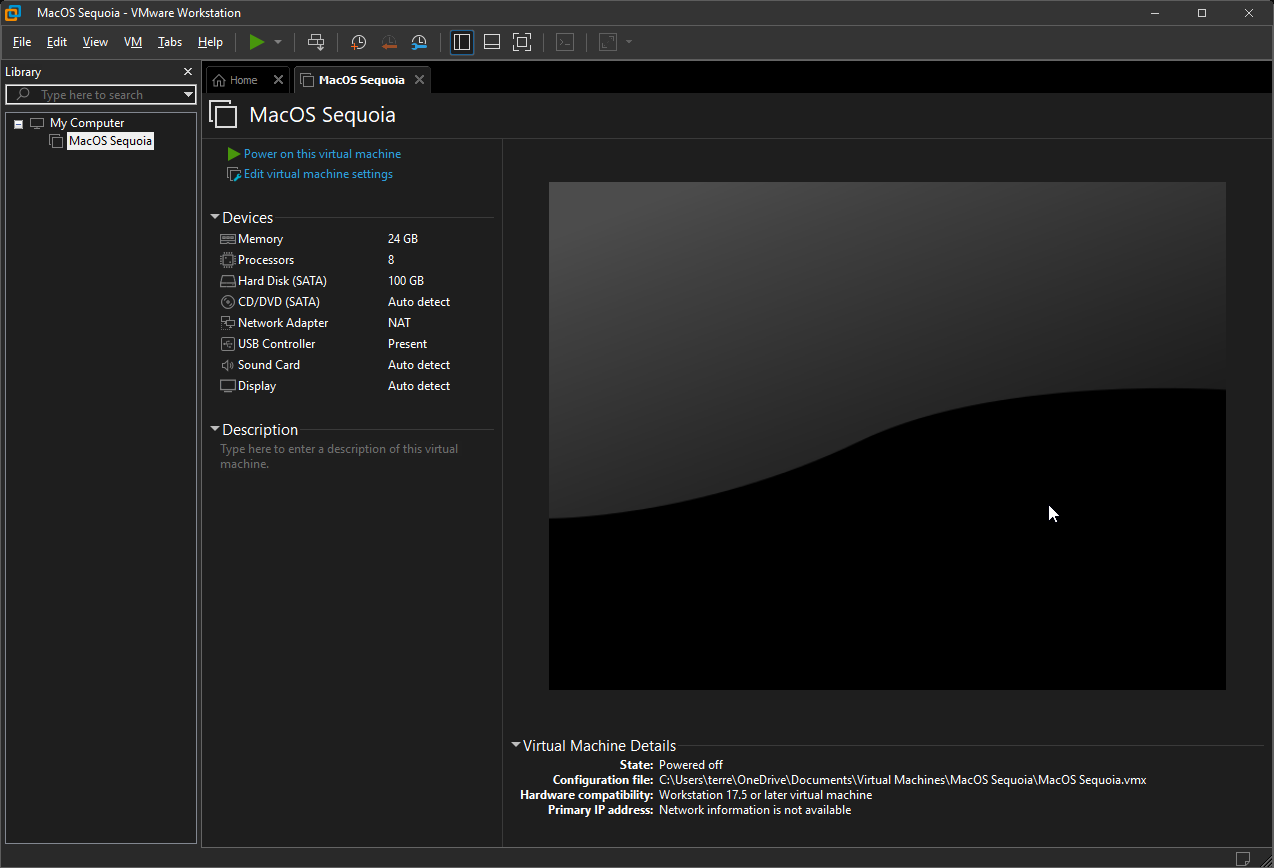 MacOS Sequoia - VMware Workstation
File Edit View VM Tabs Help
Library
Type here to search
My Computer
MacOS Sequoia
Home MacOS Sequoia
MacOS Sequoia
Power on this virtual machine
Edit virtual machine settings
Devices
Memory 24 GB
Processors 8
Hard Disk (SATA) 100 GB
CD/DVD (SATA) Auto detect
Network Adapter NAT
USB Controller Present
Sound Card Auto detect
Display Auto detect
Description
Type here to enter a description of this virtual
machine.
Virtual Machine Details
State: Powered off
Configuration file: C:\Users\terre\OneDrive\Documents\Virtual Machines\MacOS Sequoia\MacOS Sequoia.vmx
Hardware compatibility: Workstation 17.5 or later virtual machine
Primary IP address: Network information is not available